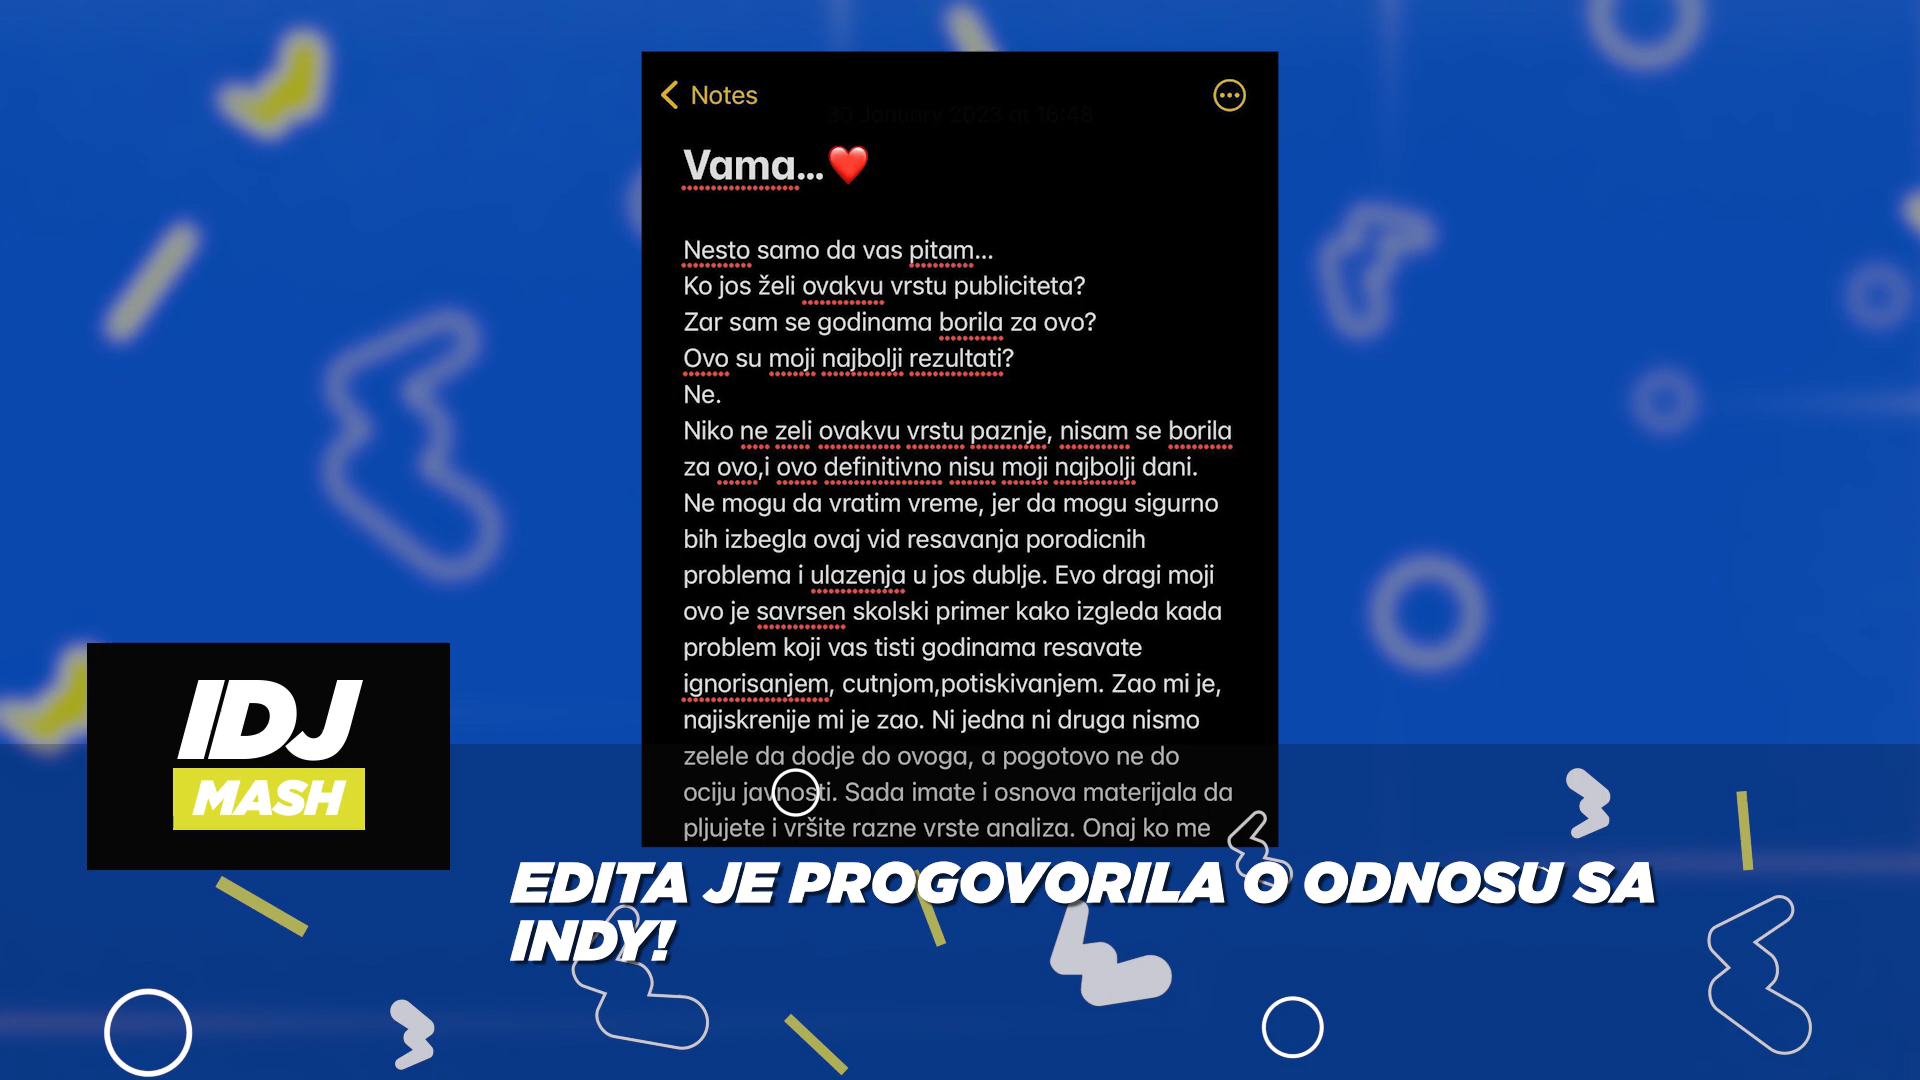 Notes
30 January 2023 at 16:48
Vama...❤️
Nesto samo da vas pitam...
Ko jos želi ovakvu vrstu publiciteta?
Zar sam se godinama borila za ovo?
Ovo su moji najbolji rezultati?
Ne.
Niko ne zeli ovakvu vrstu paznje, nisam se borila
za ovo,i ovo definitivno nisu moji najbolji dani.
Ne mogu da vratim vreme, jer da mogu sigurno
bih izbegla ovaj vid resavanja porodicnih
problema i ulazenja u jos dublje. Evo dragi moji
ovo je savrsen skolski primer kako izgleda kada
problem koji vas tisti godinama resavate
ignorisanjem, cutnjom,potiskivanjem. Zao mi je,
najiskrenije mi je zao. Ni jedna ni druga nismo
zelele da dodje do ovoga, a pogotovo ne do
ociju javnosti. Sada imate i osnova materijala da
pljujete i vršite razne vrste analiza. Onaj ko me
IDJ
MASH
EDITA JE PROGOVORILA O ODNOSU SA
INDY!